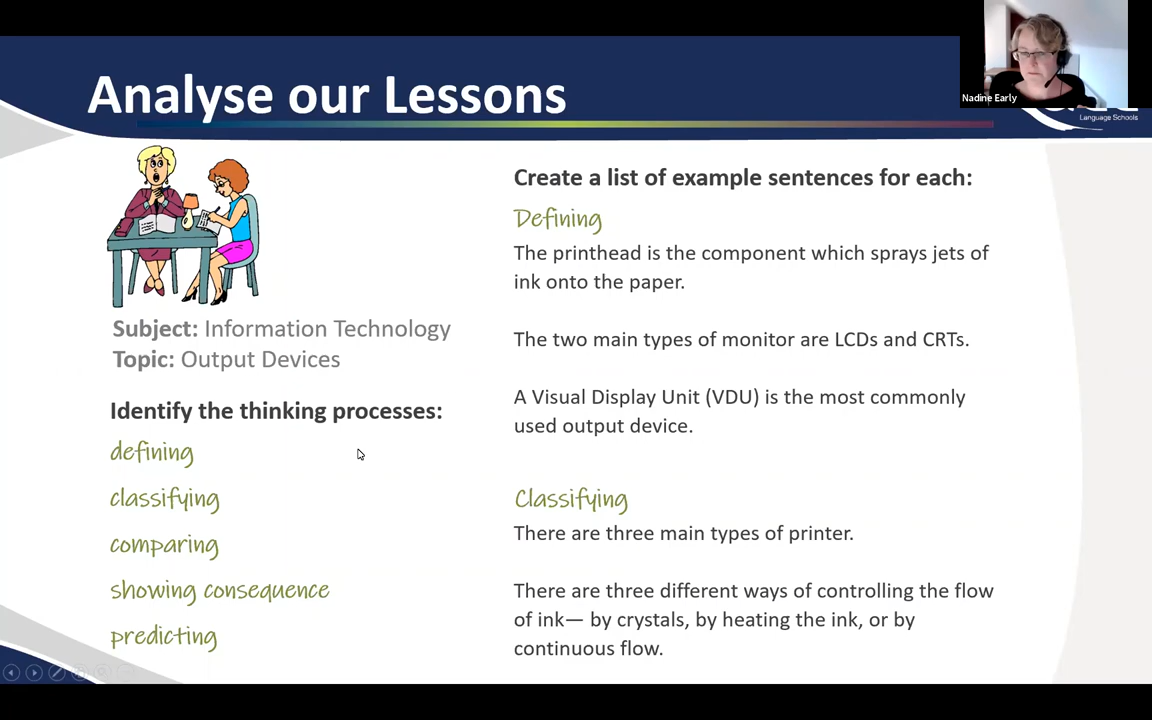 Analyse our Lessons
Nadine Early
Language Schools
Subject: Information Technology
Topic: Output Devices
Identify the thinking processes:
defining
classifying
comparing
showing consequence
predicting
Create a list of example sentences for each:
Defining
The printhead is the component which sprays jets of
ink onto the paper.
The two main types of monitor are LCDs and CRTs.
A Visual Display Unit (VDU) is the most commonly
used output device.
Classifying
There are three main types of printer.
There are three different ways of controlling the flow
of ink— by crystals, by heating the ink, or by
continuous flow.